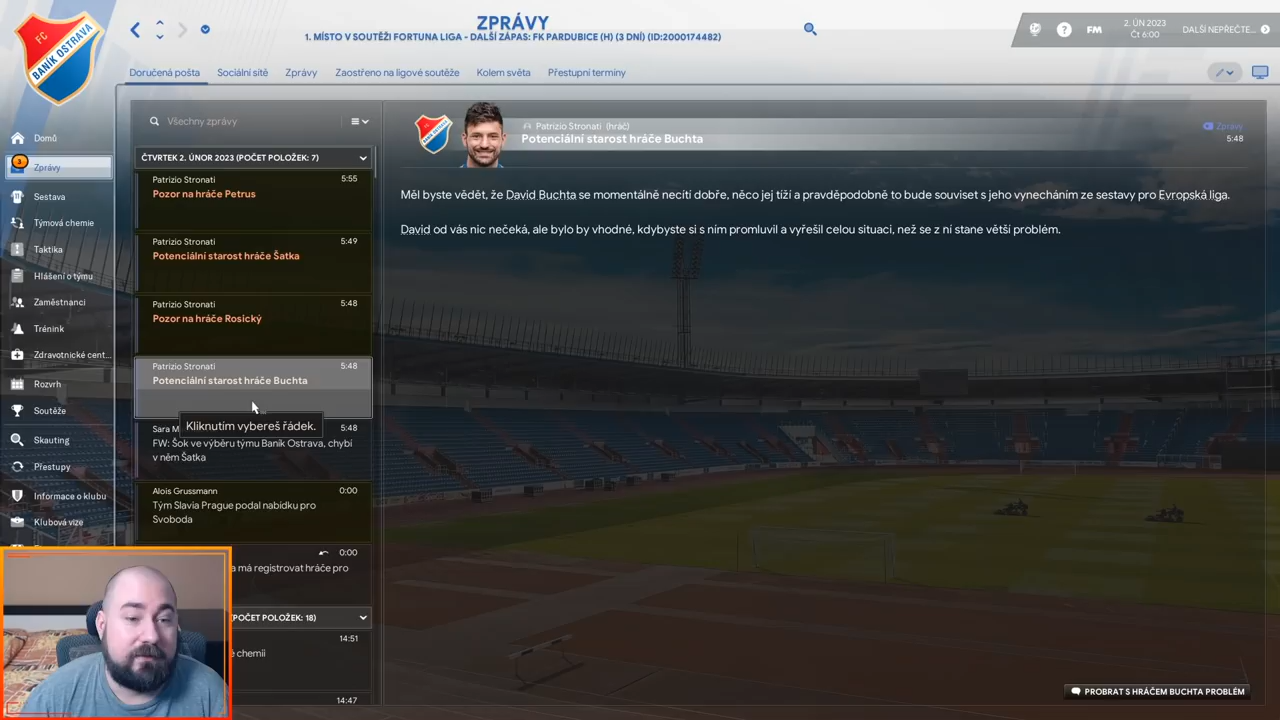 FC
BANÍK OSTRAVA
ZPRÁVY
1. MÍSTO V SOUTĚŽI FORTUNA LIGA - DALŠÍ ZÁPAS: FK PARDUBICE (H) (3 DNÍ) (ID:2000174482)
?
FM
2. ÚN 2023
Čt 6:00
DALŠÍ NEPŘEČTE...
Doručená pošta
Sociální sítě
Zprávy
Zaostřeno na ligové soutěže
Kolem světa
Přestupní termíny
Domů
3
Zprávy
Sestava
Týmová chemie
Taktika
Hlášení o týmu
Zaměstnanci
Trénink
Zdravotnické cent...
Rozvrh
Soutěže
Skauting
Přestupy
Informace o klubu
Klubová vize
Všechny zprávy
ČTVRTEK 2. ÚNOR 2023 (POČET POLOŽEK: 7)
Patrizio Stronati 5:55
Pozor na hráče Petrus
Patrizio Stronati 5:49
Potenciální starost hráče Šatka
Patrizio Stronati 5:48
Pozor na hráče Rosický
Patrizio Stronati 5:48
Potenciální starost hráče Buchta
Kliknutím vybereš řádek.
Sara M 5:48
FW: Šok ve výběru týmu Baník Ostrava, chybí
v něm Šatka
Alois Grussmann 0:00
Tým Slavia Prague podal nabídku pro
Svoboda
0:00
a má registrovat hráče pro
(POČET POLOŽEK: 18)
14:51
é chemii
14:47
Patrizio Stronati (hráč)
Potenciální starost hráče Buchta
Zprávy
5:48
Měl byste vědět, že David Buchta se momentálně necítí dobře, něco jej tíží a pravděpodobně to bude souviset s jeho vynecháním ze sestavy pro Evropská liga.
David od vás nic nečeká, ale bylo by vhodné, kdybyste si s ním promluvil a vyřešil celou situaci, než se z ní stane větší problém.
PROBRAT S HRÁČEM BUCHTA PROBLÉM